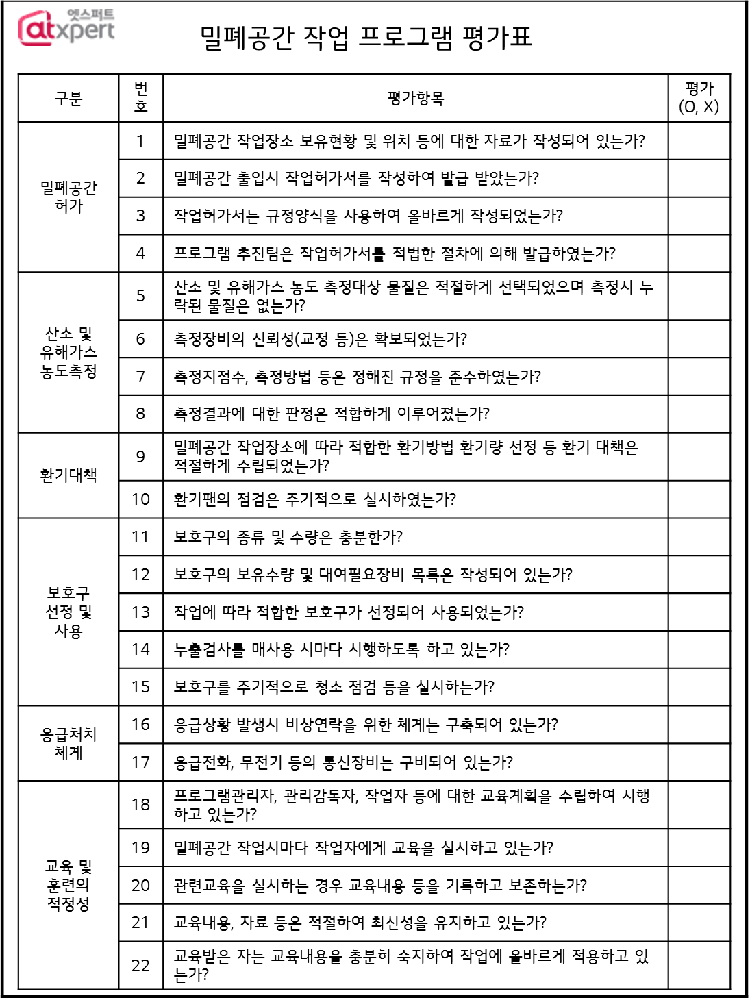 엣스퍼트
atxpert
밀폐공간 작업 프로그램 평가표
구분
번
호
평가항목
평가
(O, X)
밀폐공간
허가
1
밀폐공간 작업장소 보유현황 및 위치 등에 대한 자료가 작성되어 있는가?
2
밀폐공간 출입시 작업허가서를 작성하여 발급 받았는가?
3
작업허가서는 규정양식을 사용하여 올바르게 작성되었는가?
4
프로그램 추진팀은 작업허가서를 적법한 절차에 의해 발급하였는가?
산소 및
유해가스
농도측정
5
산소 및 유해가스 농도 측정대상 물질은 적절하게 선택되었으며 측정시 누
락된 물질은 없는가?
6
측정장비의 신뢰성(교정 등)은 확보되었는가?
7
측정지점수, 측정방법 등은 정해진 규정을 준수하였는가?
8
측정결과에 대한 판정은 적합하게 이루어졌는가?
환기대책
9
밀폐공간 작업장소에 따라 적합한 환기방법 환기량 선정 등 환기 대책은
적절하게 수립되었는가?
10
환기팬의 점검은 주기적으로 실시하였는가?
보호구
선정 및
사용
11
보호구의 종류 및 수량은 충분한가?
12
보호구의 보유수량 및 대여필요장비 목록은 작성되어 있는가?
13
작업에 따라 적합한 보호구가 선정되어 사용되었는가?
14
누출검사를 매사용 시마다 시행하도록 하고 있는가?
15
보호구를 주기적으로 청소 점검 등을 실시하는가?
응급처치
체계
16
응급상황 발생시 비상연락을 위한 체계는 구축되어 있는가?
17
응급전화, 무전기 등의 통신장비는 구비되어 있는가?
교육 및
훈련의
적정성
18
프로그램관리자, 관리감독자, 작업자 등에 대한 교육계획을 수립하여 시행
하고 있는가?
19
밀폐공간 작업시마다 작업자에게 교육을 실시하고 있는가?
20
관련교육을 실시하는 경우 교육내용 등을 기록하고 보존하는가?
21
교육내용, 자료 등은 적절하여 최신성을 유지하고 있는가?
22
교육받은 자는 교육내용을 충분히 숙지하여 작업에 올바르게 적용하고 있
는가?